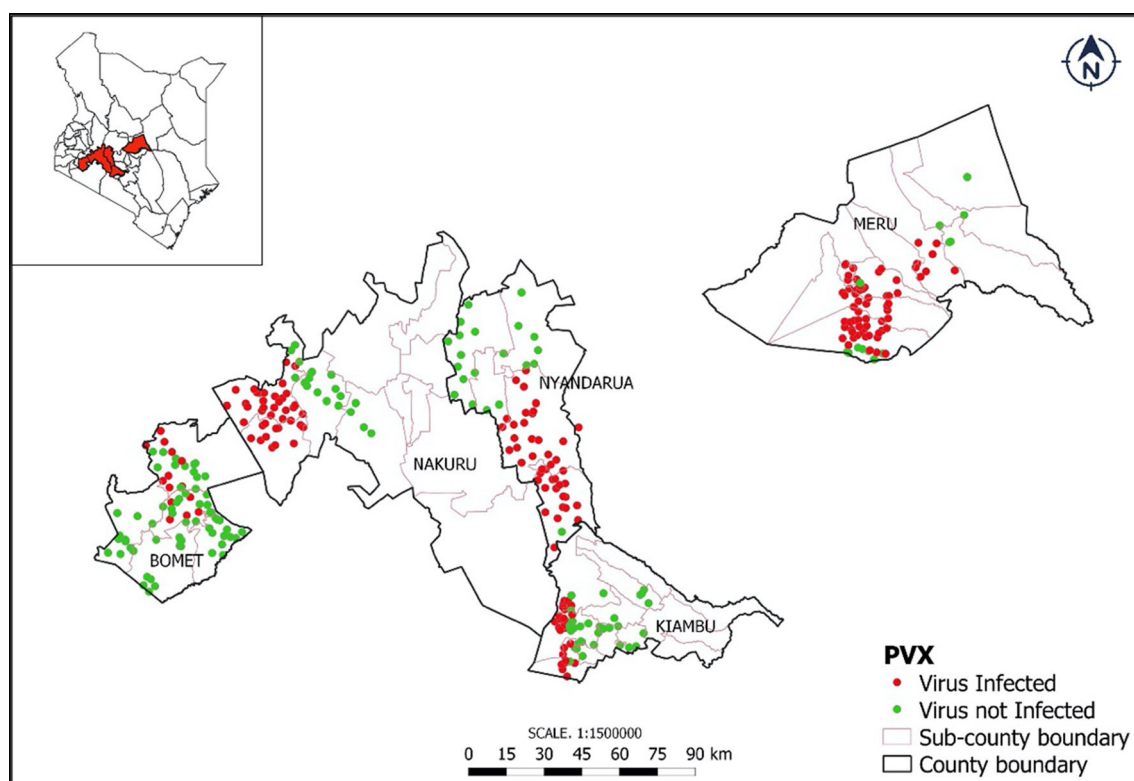 N
MERU
NYANDARUA
NAKURU
BOMET
KIAMBU
PVX
Virus Infected
Virus not Infected
Sub-county boundary
County boundary
SCALE. 1:1500000
0 15 30 45 60 75 90 km